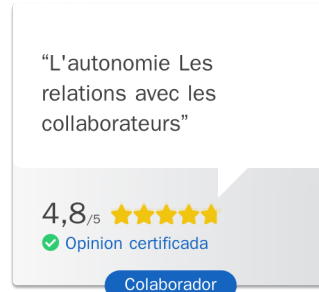 “L'autonomie Les
relations avec les
collaborateurs”
4,8/5
Opinion certificada
Colaborador